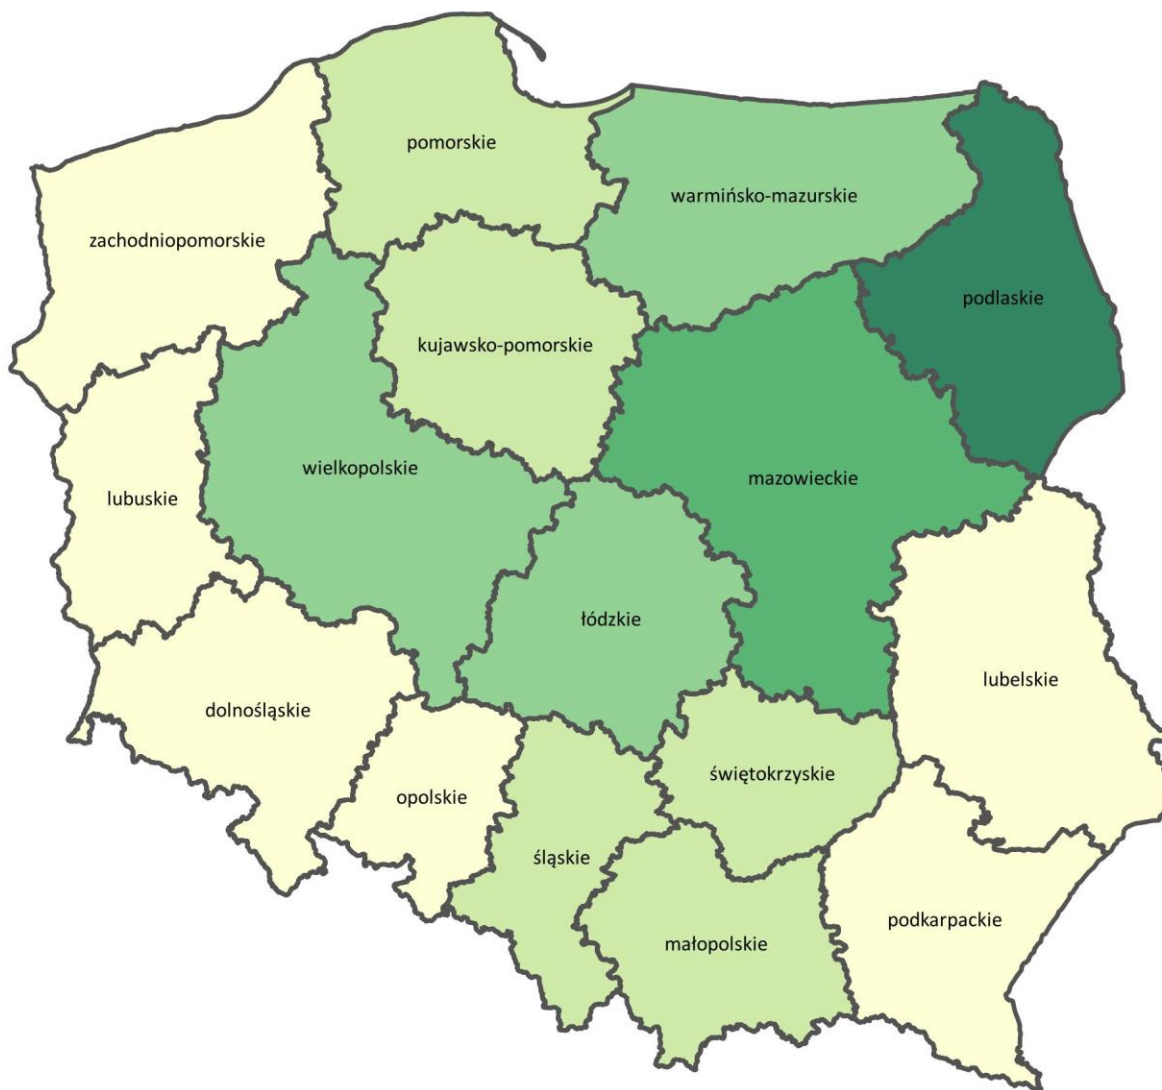 pomorskie
warmińsko-mazurskie
zachodniopomorskie
podlaskie
kujawsko-pomorskie
wielkopolskie
mazowieckie
lubuskie
łódzkie
lubelskie
dolnośląskie
świętokrzyskie
opolskie
śląskie
podkarpackie
małopolskie